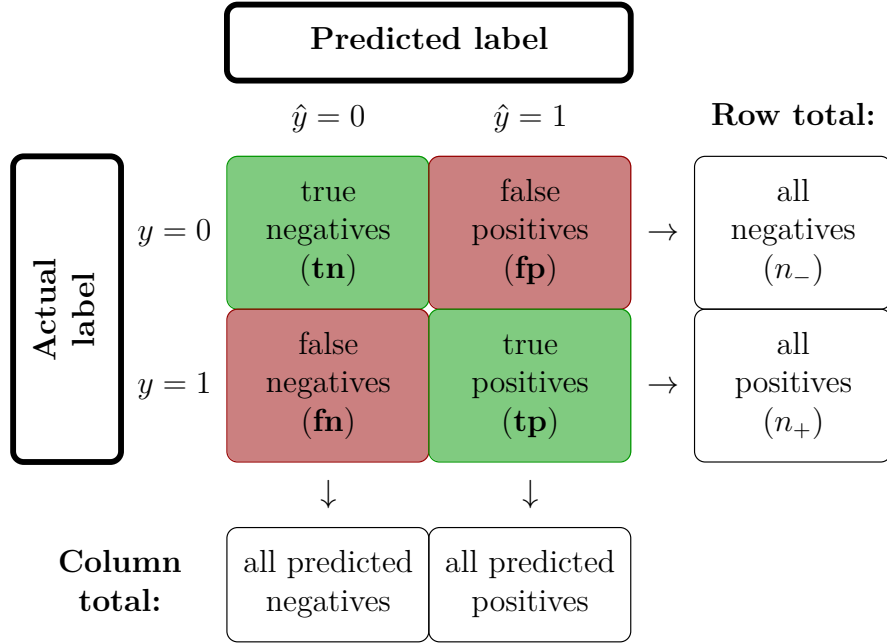 Predicted label
ŷ = 0 ŷ = 1 Row total:
Actual
label
y = 0
true
negatives
(tn)
false
positives
(fp)
→
all
negatives
(n₋)
y = 1
false
negatives
(fn)
true
positives
(tp)
→
all
positives
(n₊)
↓ ↓
Column
total:
all predicted
negatives
all predicted
positives